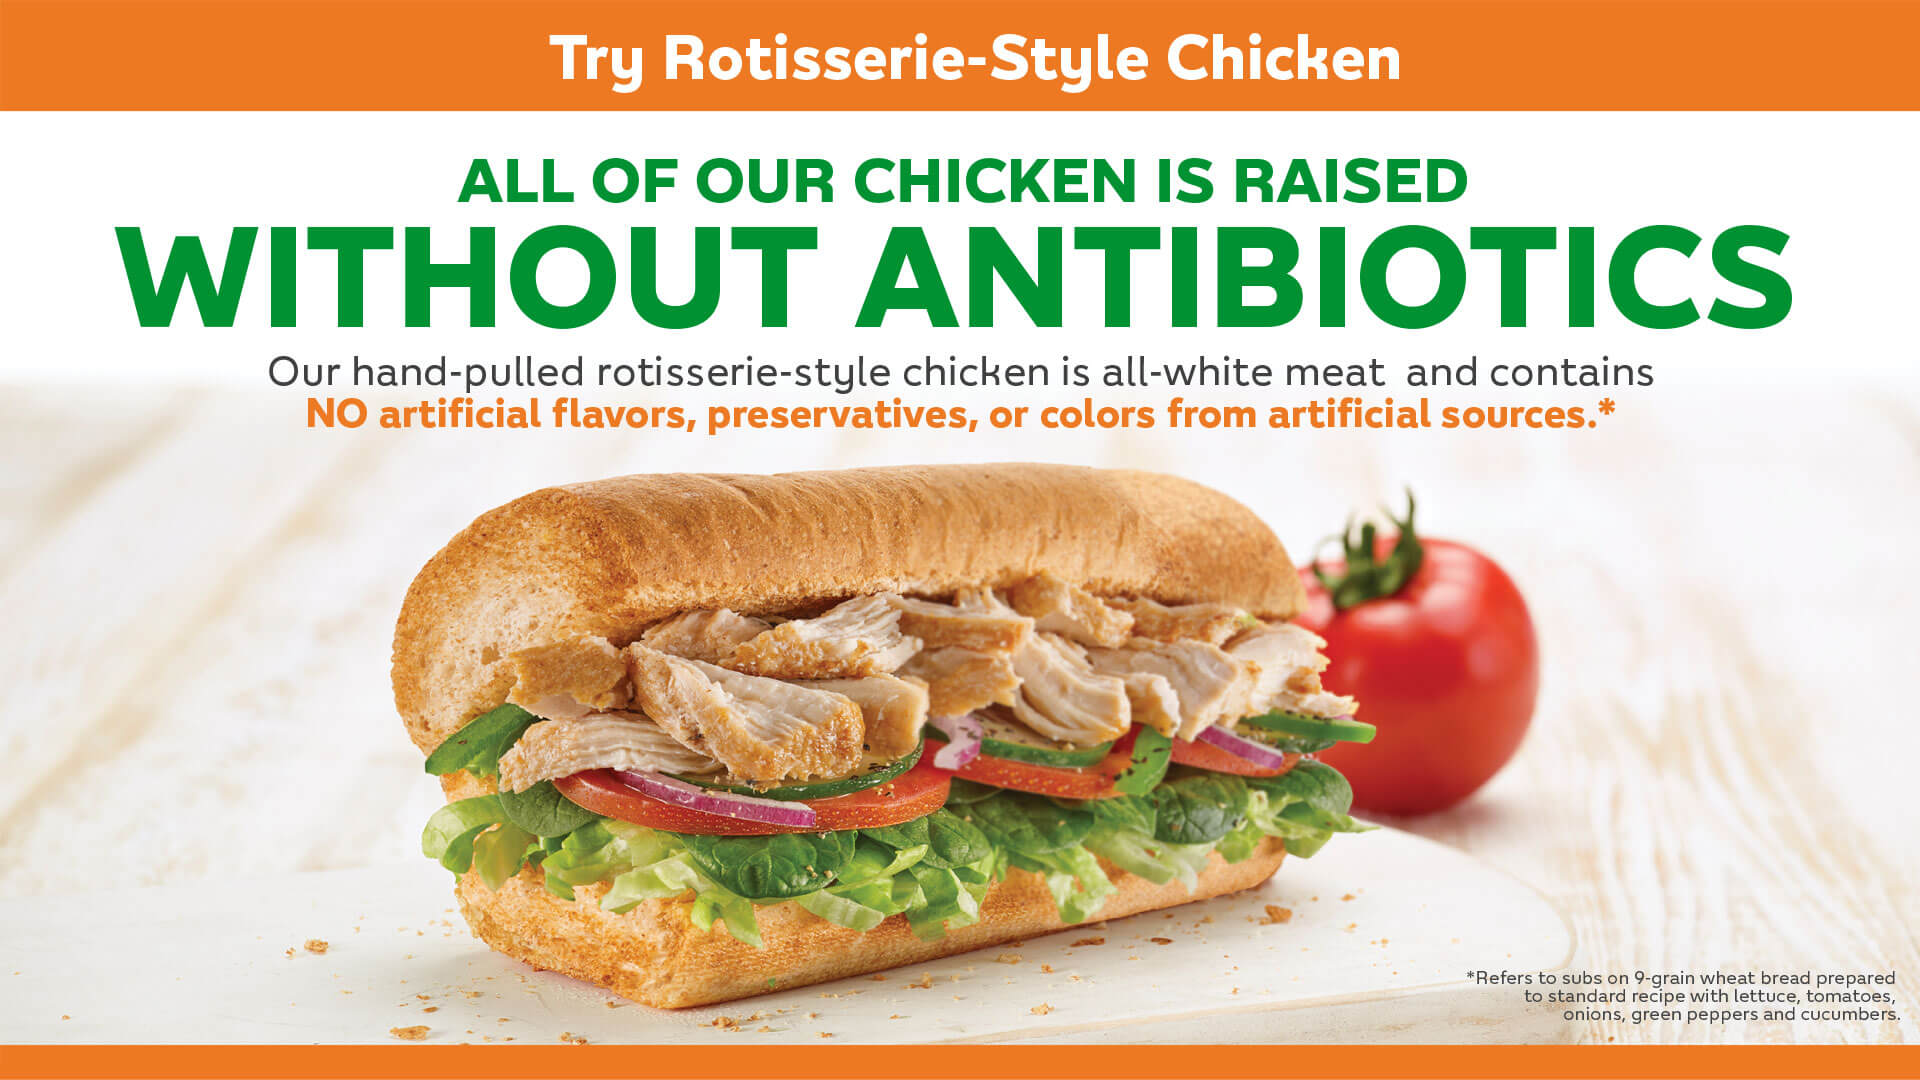 Try Rotisserie-Style Chicken
ALL OF OUR CHICKEN IS RAISED
WITHOUT ANTIBIOTICS
Our hand-pulled rotisserie-style chicken is all-white meat and contains
NO artificial flavors, preservatives, or colors from artificial sources.*
*Refers to subs on 9-grain wheat bread prepared
to standard recipe with lettuce, tomatoes,
onions, green peppers and cucumbers.